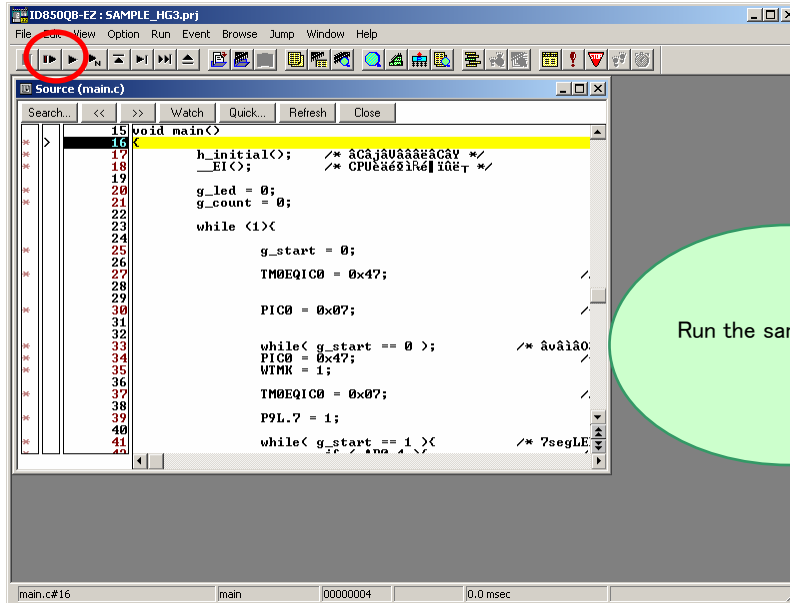 ID850QB-EZ : SAMPLE_HG3.prj
File Edit View Option Run Event Browse Jump Window Help
Source (main.c)
Search... << >> Watch Quick... Refresh Close
15 void main()
16 {
17 h_initial(); /* âCâjâUâââëâCâY */
18 __EI(); /*
19
20 g_led = 0;
21 g_count = 0;
22
23 while (1){
24
25 g_start = 0;
26
27 TM0EQIC0 = 0x47; /
28
29
30 PIC0 = 0x07; /
31
32
33 while( g_start == 0 ); /*
34 PIC0 = 0x47; /
35 WTMK = 1;
36
37 TM0EQIC0 = 0x07; /
38
39 P9L.7 = 1;
40
41 while( g_start == 1 ){ /* 7segLE
Run the sam
main.c#16 main 00000004 0.0 msec